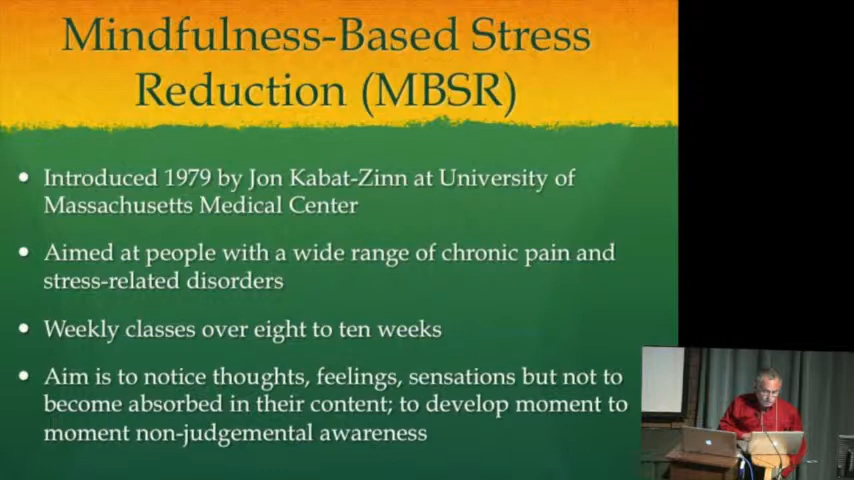 Mindfulness-Based Stress
Reduction (MBSR)
• Introduced 1979 by Jon Kabat-Zinn at University of
Massachusetts Medical Center
• Aimed at people with a wide range of chronic pain and
stress-related disorders
• Weekly classes over eight to ten weeks
• Aim is to notice thoughts, feelings, sensations but not to
become absorbed in their content; to develop moment to
moment non-judgemental awareness